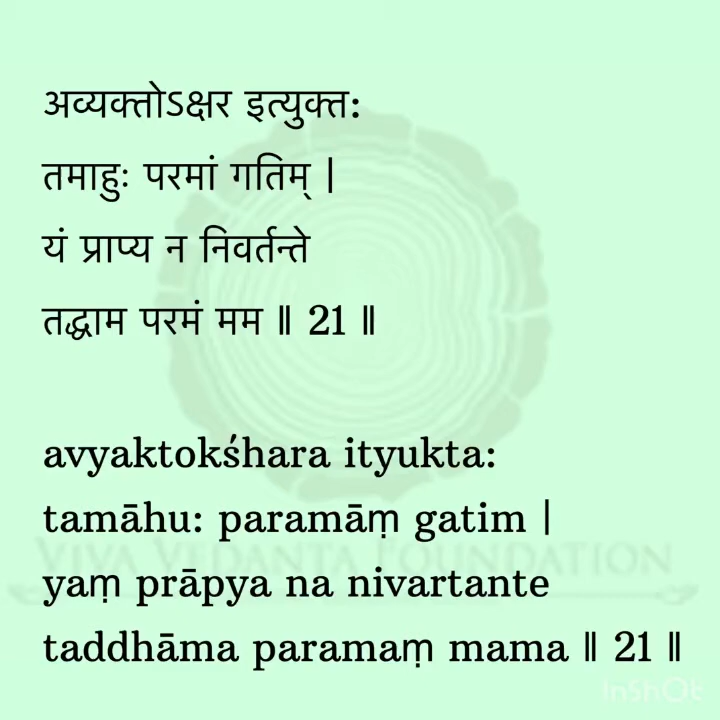 अव्यक्तोऽक्षर इत्युक्त:
तमाहुः परमां गतिम् |
यं प्राप्य न निवर्तन्ते
तद्धाम परमं मम ‖ 21 ‖
avyaktokśhara ityukta:
tamāhu: paramāṃ gatim |
VIVA VEDANTA FOUNDATION
yaṃ prāpya na nivartante
taddhāma paramaṃ mama ‖ 21 ‖
InShOt